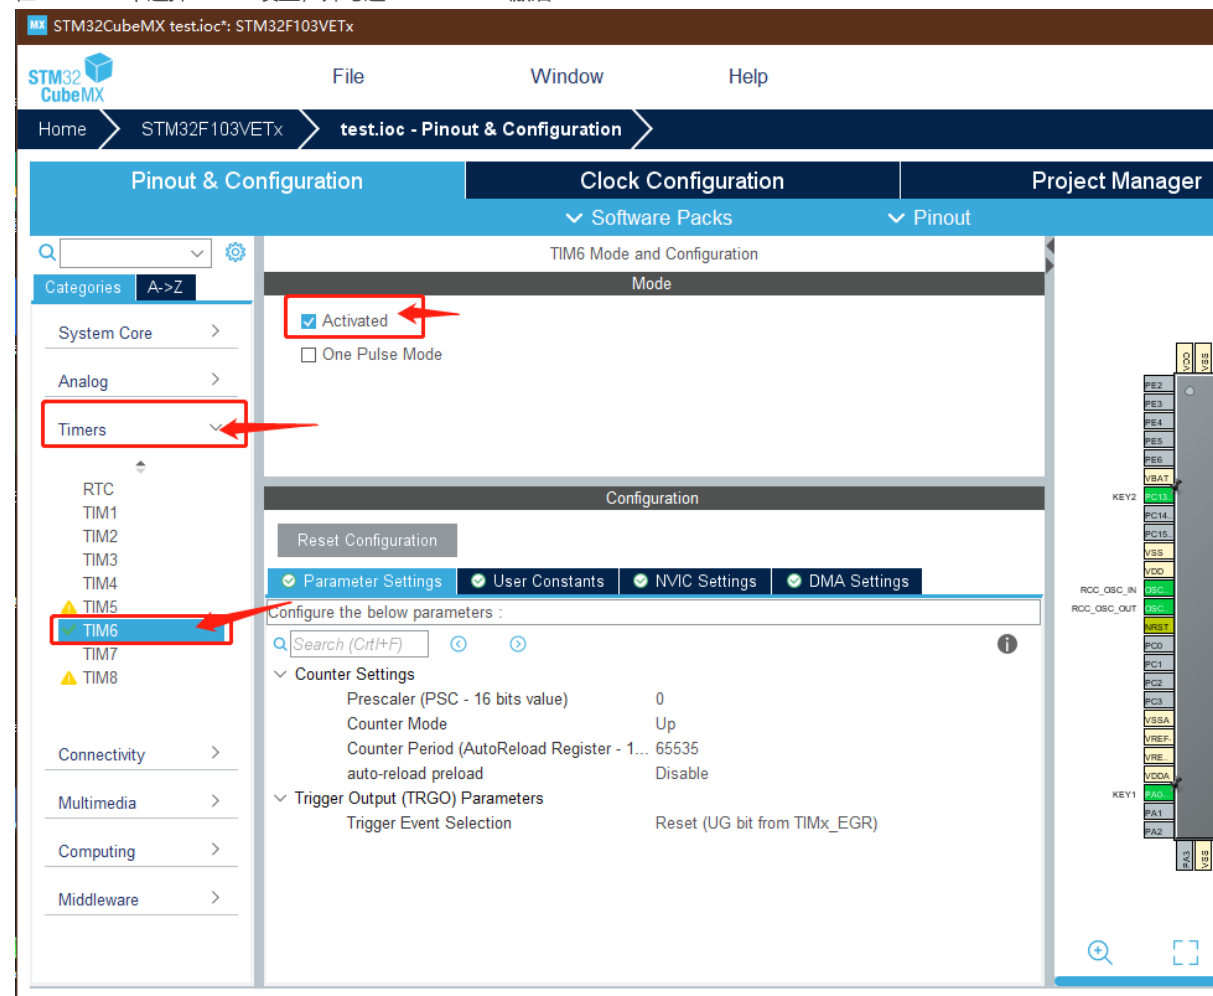 MX STM32CubeMX test.ioc*: STM32F103VETx
STM32
CubeMX
File
Window
Help
Home
STM32F103VETx
test.ioc - Pinout & Configuration
Pinout & Configuration
Clock Configuration
Project Manager
Software Packs
Pinout
Categories
A->Z
System Core
Analog
Timers
RTC
TIM1
TIM2
TIM3
TIM4
TIM5
TIM6
TIM7
TIM8
Connectivity
Multimedia
Computing
Middleware
TIM6 Mode and Configuration
Mode
Activated
One Pulse Mode
Configuration
Reset Configuration
Parameter Settings
User Constants
NVIC Settings
DMA Settings
Configure the below parameters :
Search (Crtl+F)
Counter Settings
Prescaler (PSC - 16 bits value) 0
Counter Mode Up
Counter Period (AutoReload Register - 1... 65535
auto-reload preload Disable
Trigger Output (TRGO) Parameters
Trigger Event Selection Reset (UG bit from TIMx_EGR)
VDD
VSS
PE2
PE3
PE4
PE5
PE6
VBAT
KEY2 PC13..
PC14..
PC15..
VSS
VDD
RCC_OSC_IN OSC..
RCC_OSC_OUT OSC..
NRST
PC0
PC1
PC2
PC3
VSSA
VREF-
VRE..
VDDA
KEY1 PA0-..
PA1
PA2
PA3
VSS